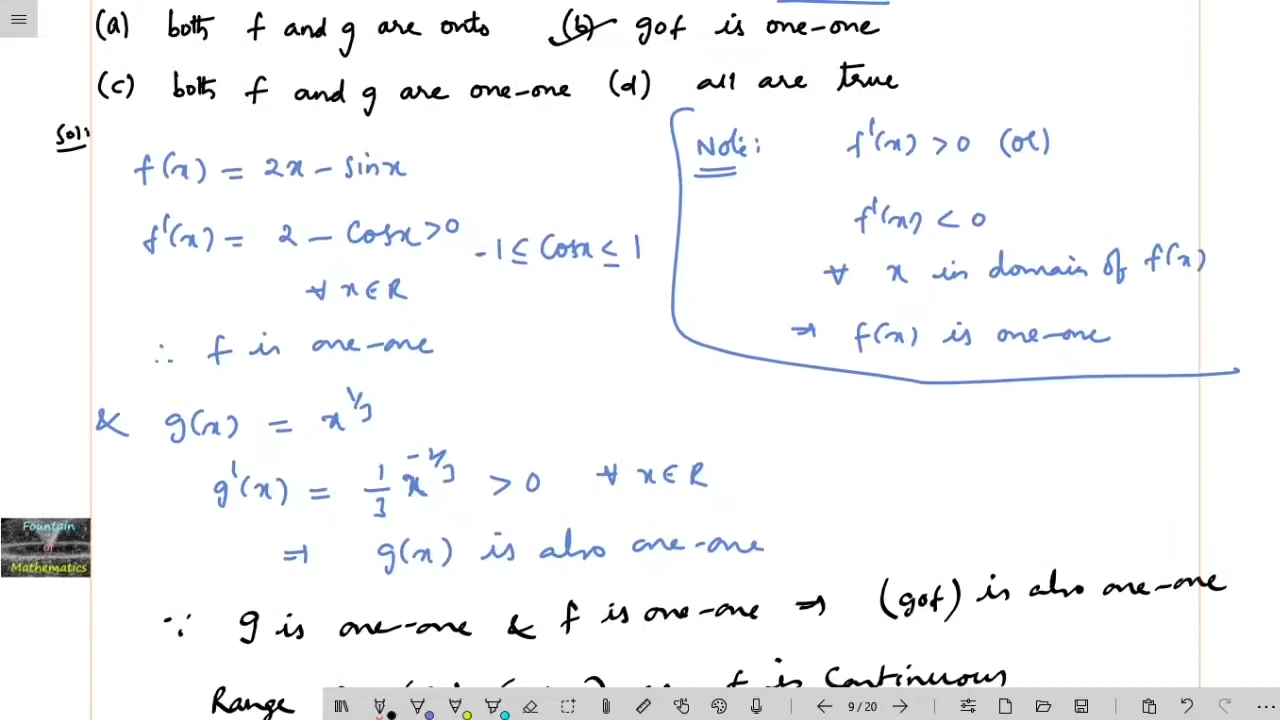 (a) both f and g are onto (b) gof is one-one
(c) both f and g are one-one (d) all are true
Sol:
f(x) = 2x - sinx
f'(x) = 2 - Cosx > 0
-1 ≤ Cosx ≤ 1
∀ x ∈ R
∴ f is one-one
Note: f'(x) > 0 (or)
f'(x) < 0
∀ x in domain of f(x)
⇒ f(x) is one-one
& g(x) = x^1/3
g'(x) = 1/3 x^-2/3 > 0 ∀ x ∈ R
⇒ g(x) is also one-one
Fountain
of
Mathematics
∵ g is one-one & f is one-one ⇒ (gof) is also one-one
f is Continuous
Range
9/20